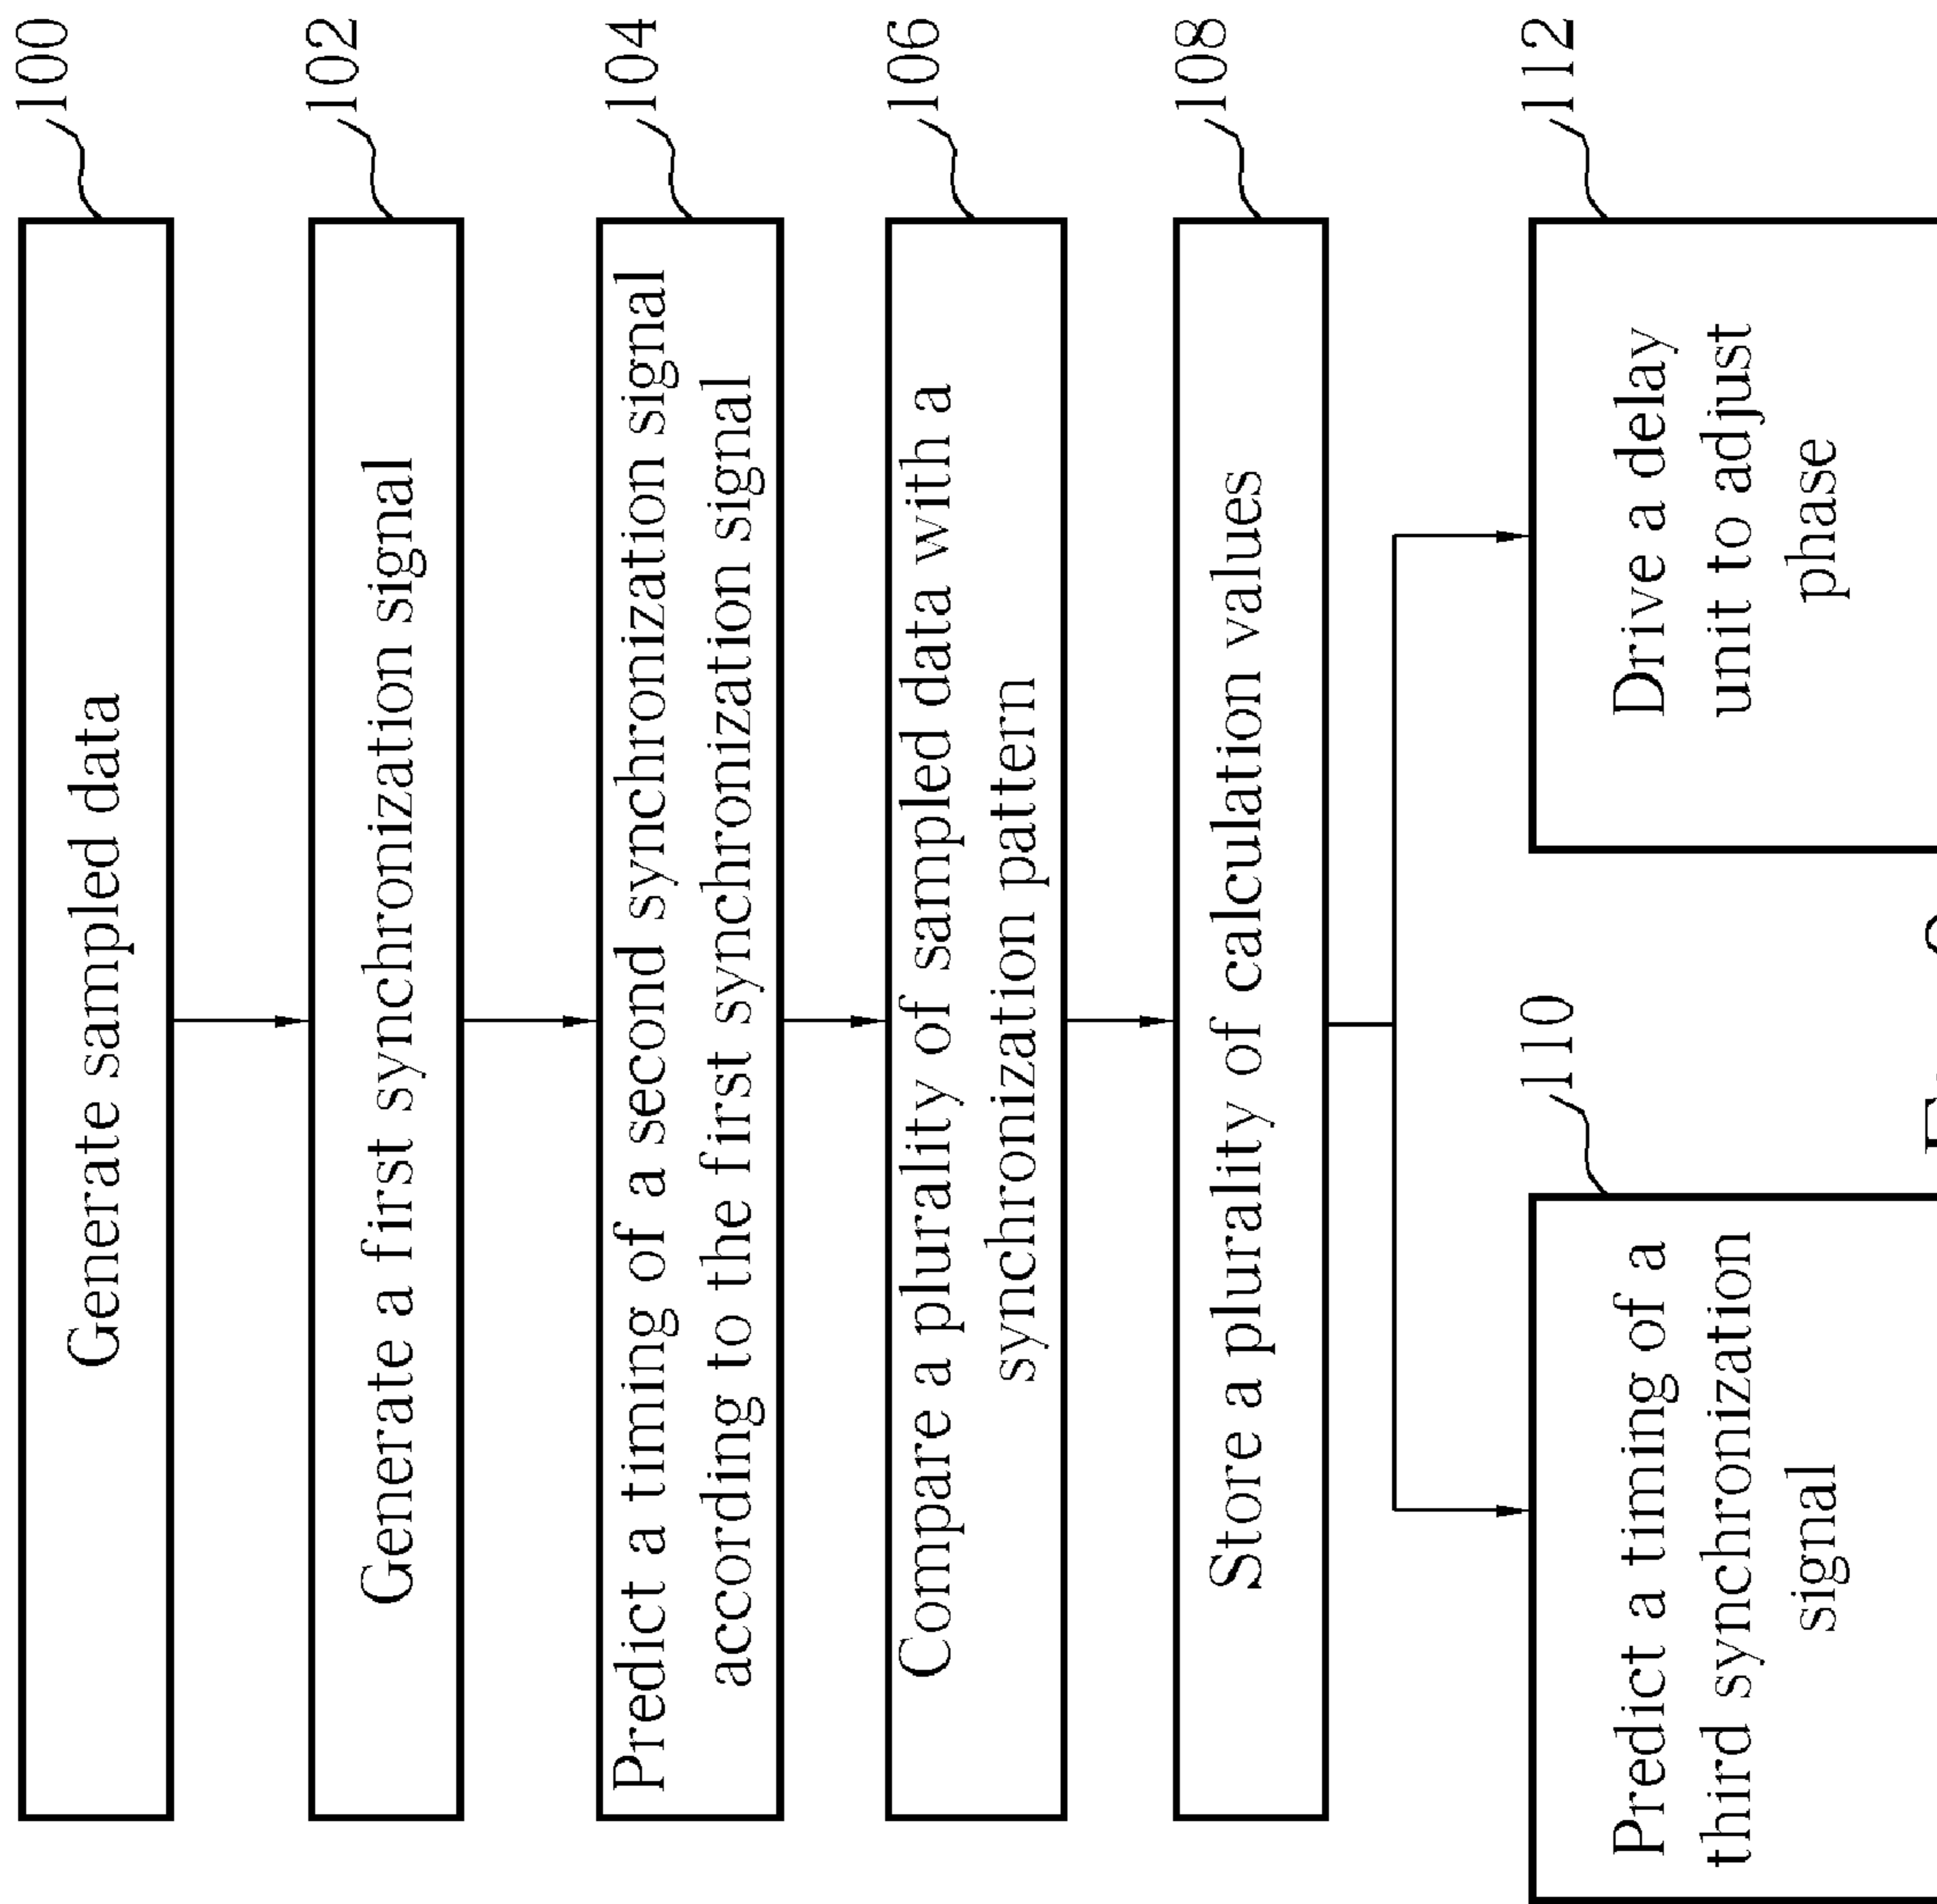 100
Generate sampled data
102
Generate a first synchronization signal
104
Predict a timing of a second synchronization signal
according to the first synchronization signal
106
Compare a plurality of sampled data with a
synchronization pattern
108
Store a plurality of calculation values
110
Predict a timing of a
third synchronization
signal
112
Drive a delay
unit to adjust
phase